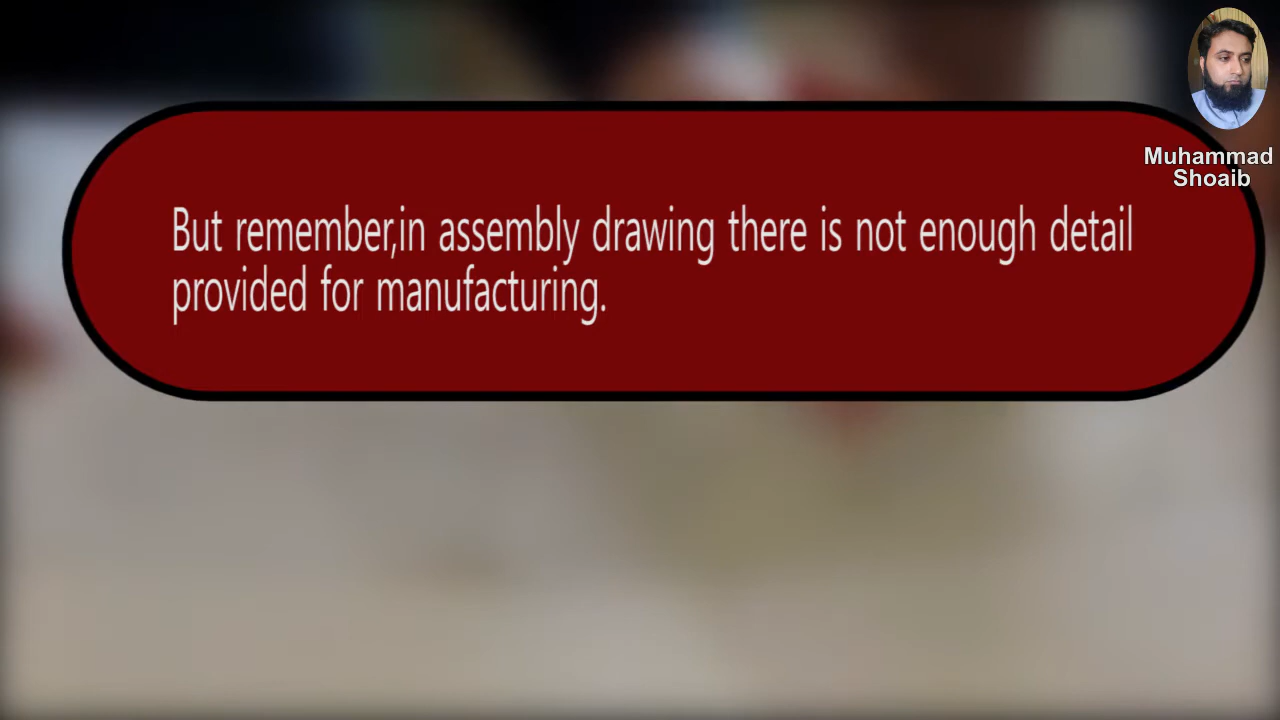 But remember,in assembly drawing there is not enough detail
provided for manufacturing.
Muhammad
Shoaib